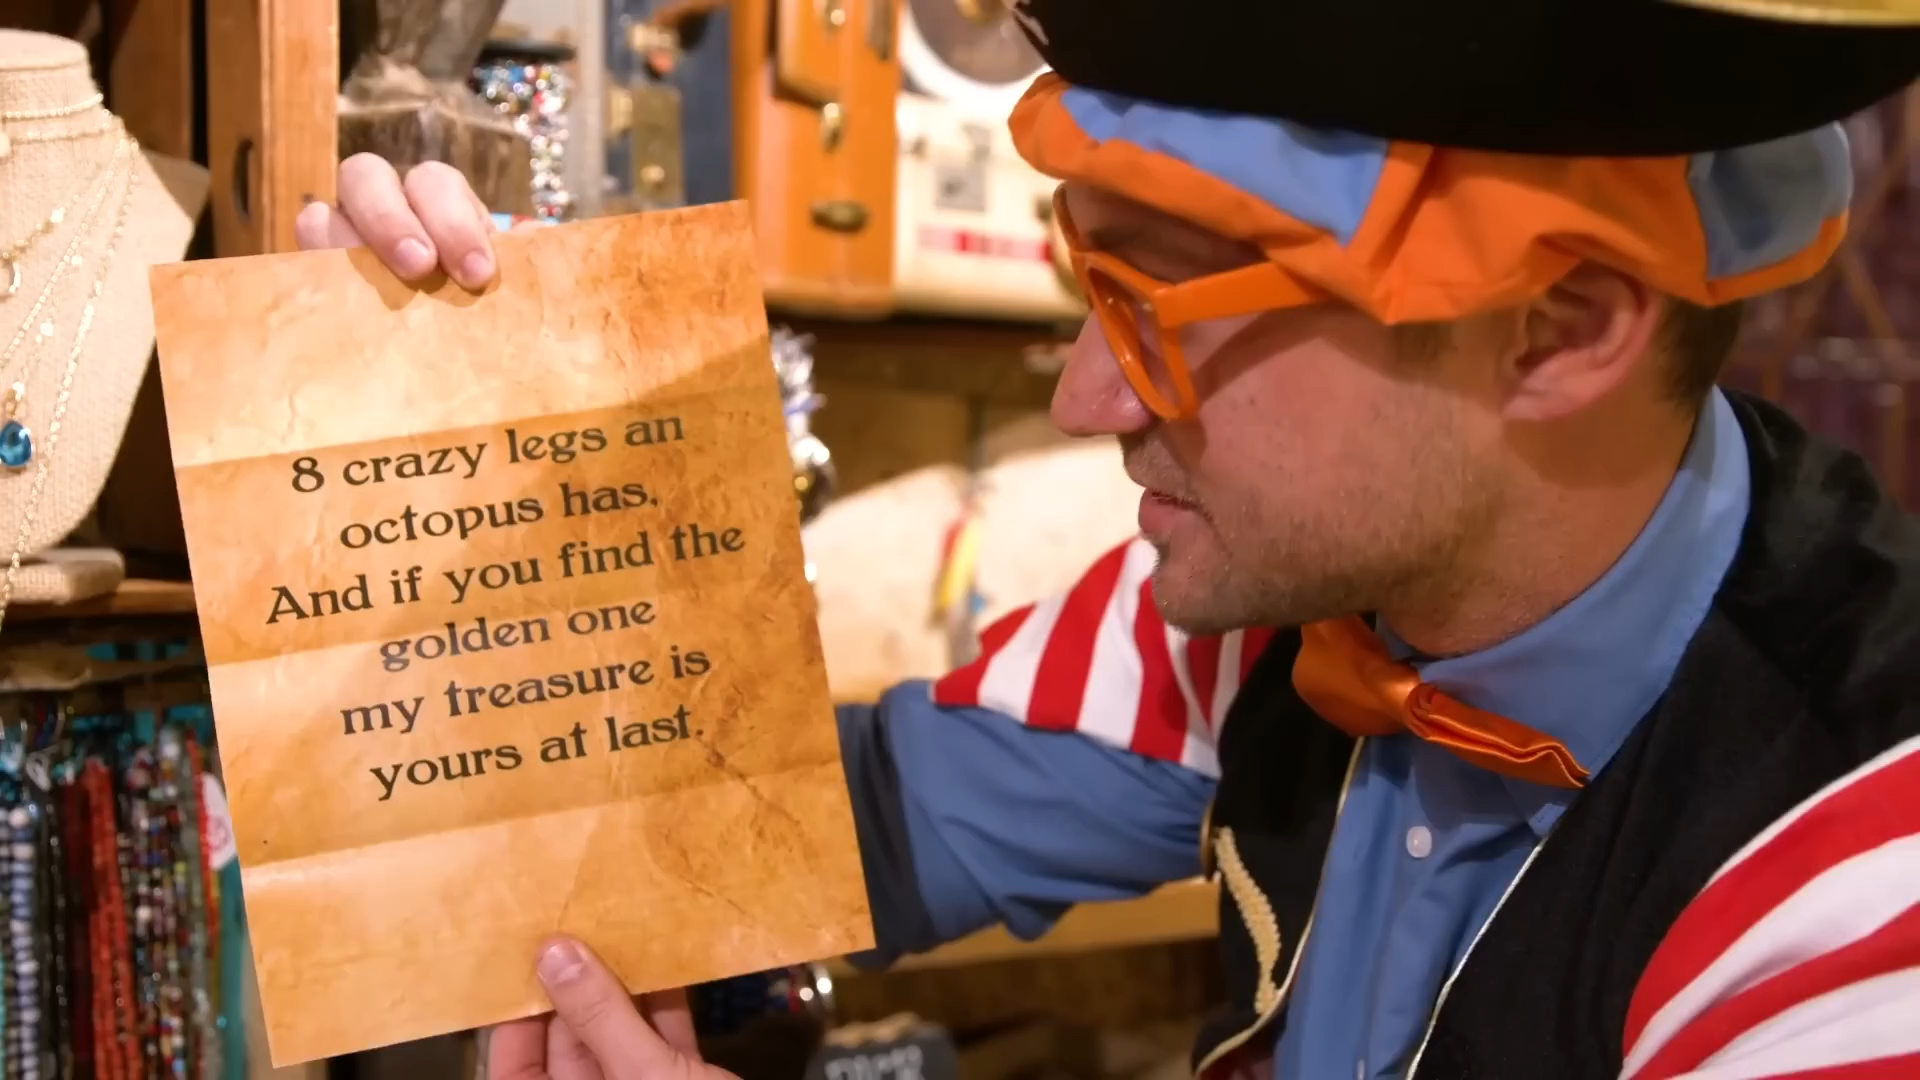 8 crazy legs an
octopus has,
And if you find the
golden one
my treasure is
yours at last.